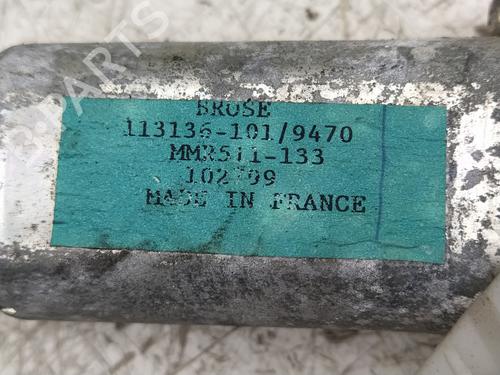 BROSE
113136-101/9470
MMR511-133
102709
MADE IN FRANCE